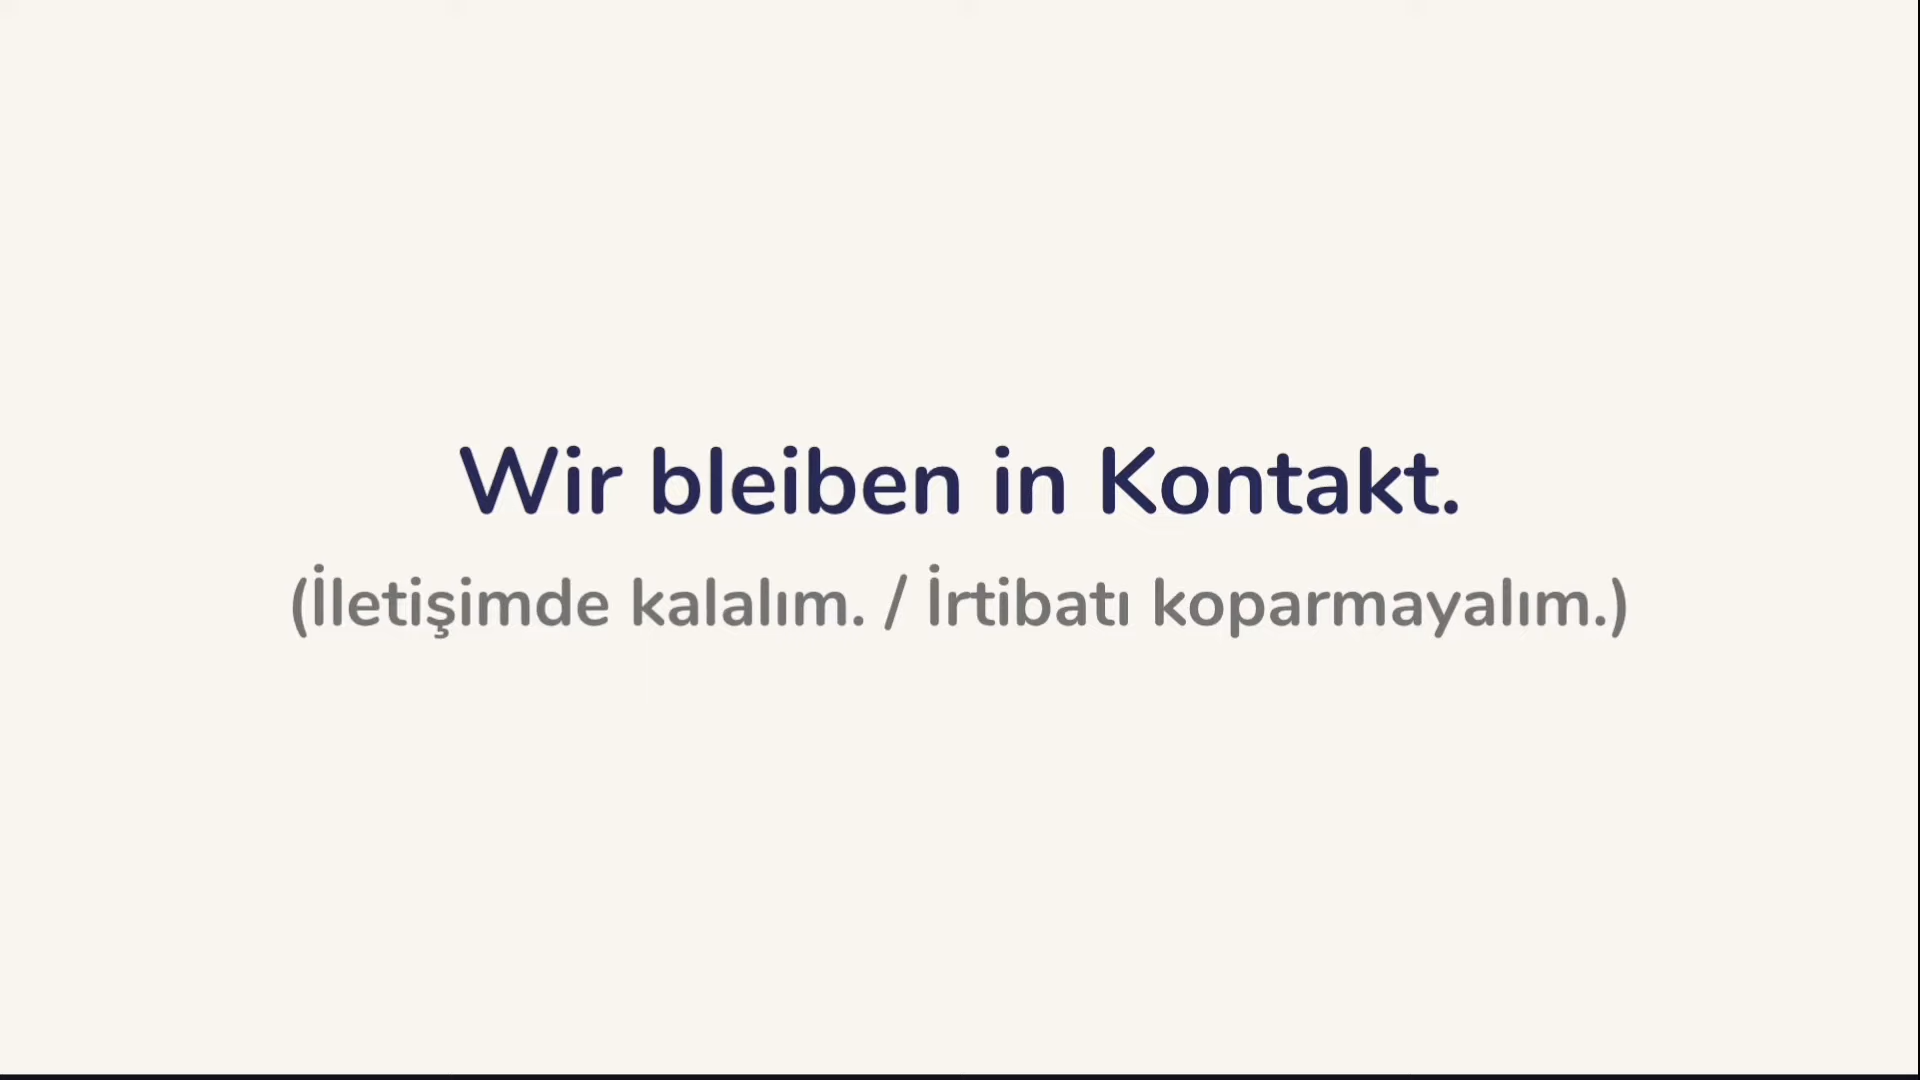 Wir bleiben in Kontakt.
(İletişimde kalalım. / İrtibatı koparmayalım.)